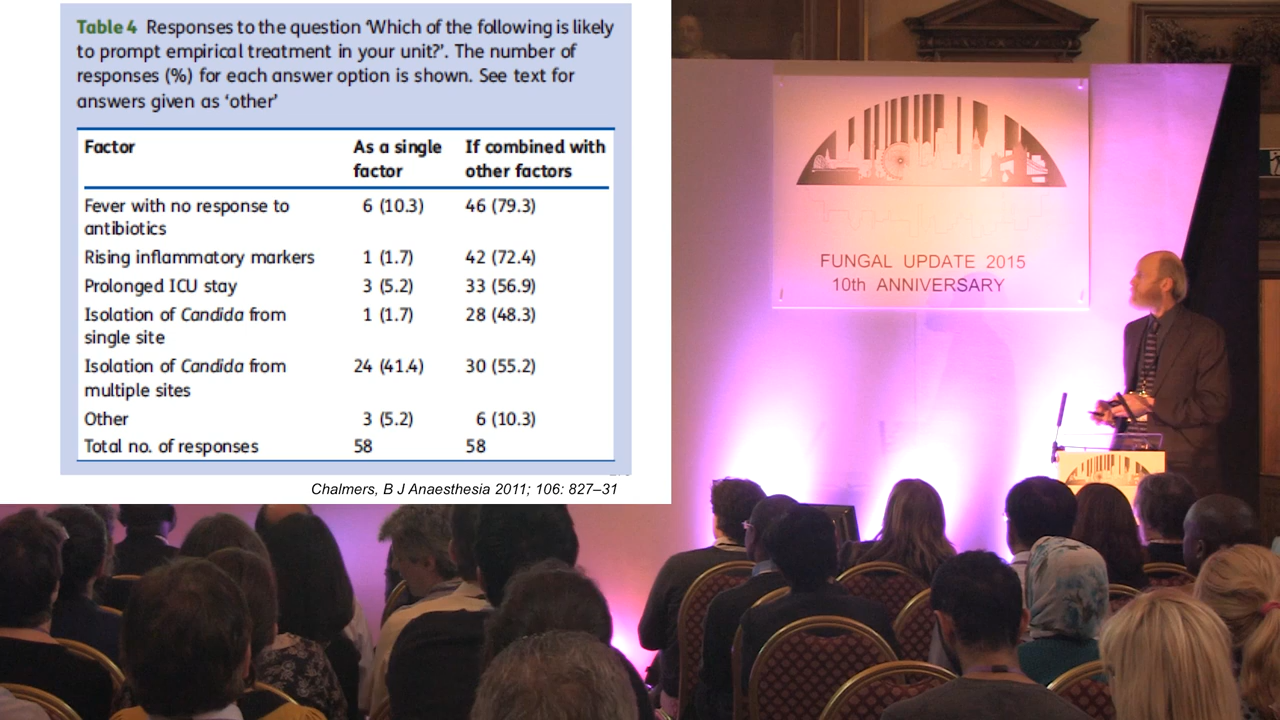 Table 4 Responses to the question ‘Which of the following is likely
to prompt empirical treatment in your unit?’. The number of
responses (%) for each answer option is shown. See text for
answers given as ‘other’
Factor As a single factor If combined with other factors
Fever with no response to antibiotics 6 (10.3) 46 (79.3)
Rising inflammatory markers 1 (1.7) 42 (72.4)
Prolonged ICU stay 3 (5.2) 33 (56.9)
Isolation of Candida from single site 1 (1.7) 28 (48.3)
Isolation of Candida from multiple sites 24 (41.4) 30 (55.2)
Other 3 (5.2) 6 (10.3)
Total no. of responses 58 58
Chalmers, B J Anaesthesia 2011; 106: 827–31
FUNGAL UPDATE 2015
10th ANNIVERSARY